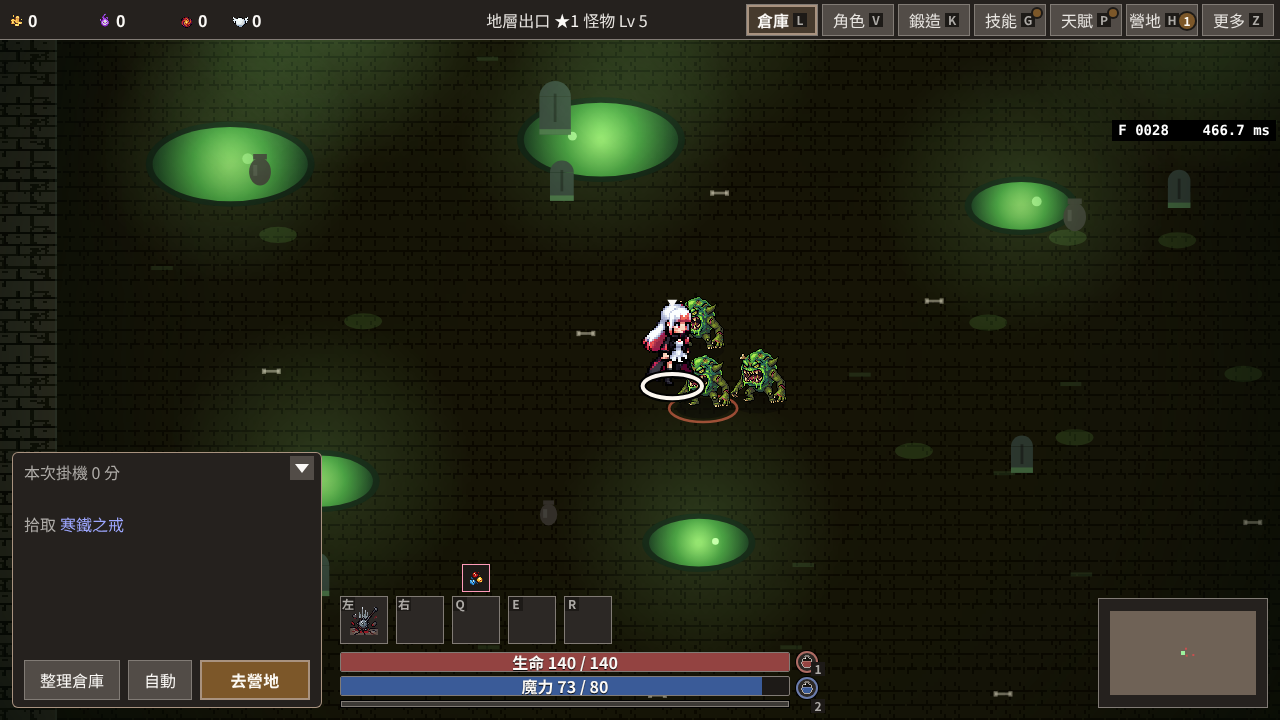 0 0 0 0 地層出口 ★1 怪物 Lv 5 倉庫 L 角色 V 鍛造 K 技能 G 天賦 P 營地 H 1 更多 Z
F 0028 466.7 ms
本次掛機 0 分
拾取 寒鐵之戒
左 右 Q E R
生命 140 / 140 1
整理倉庫 自動 去營地
魔力 73 / 80 2